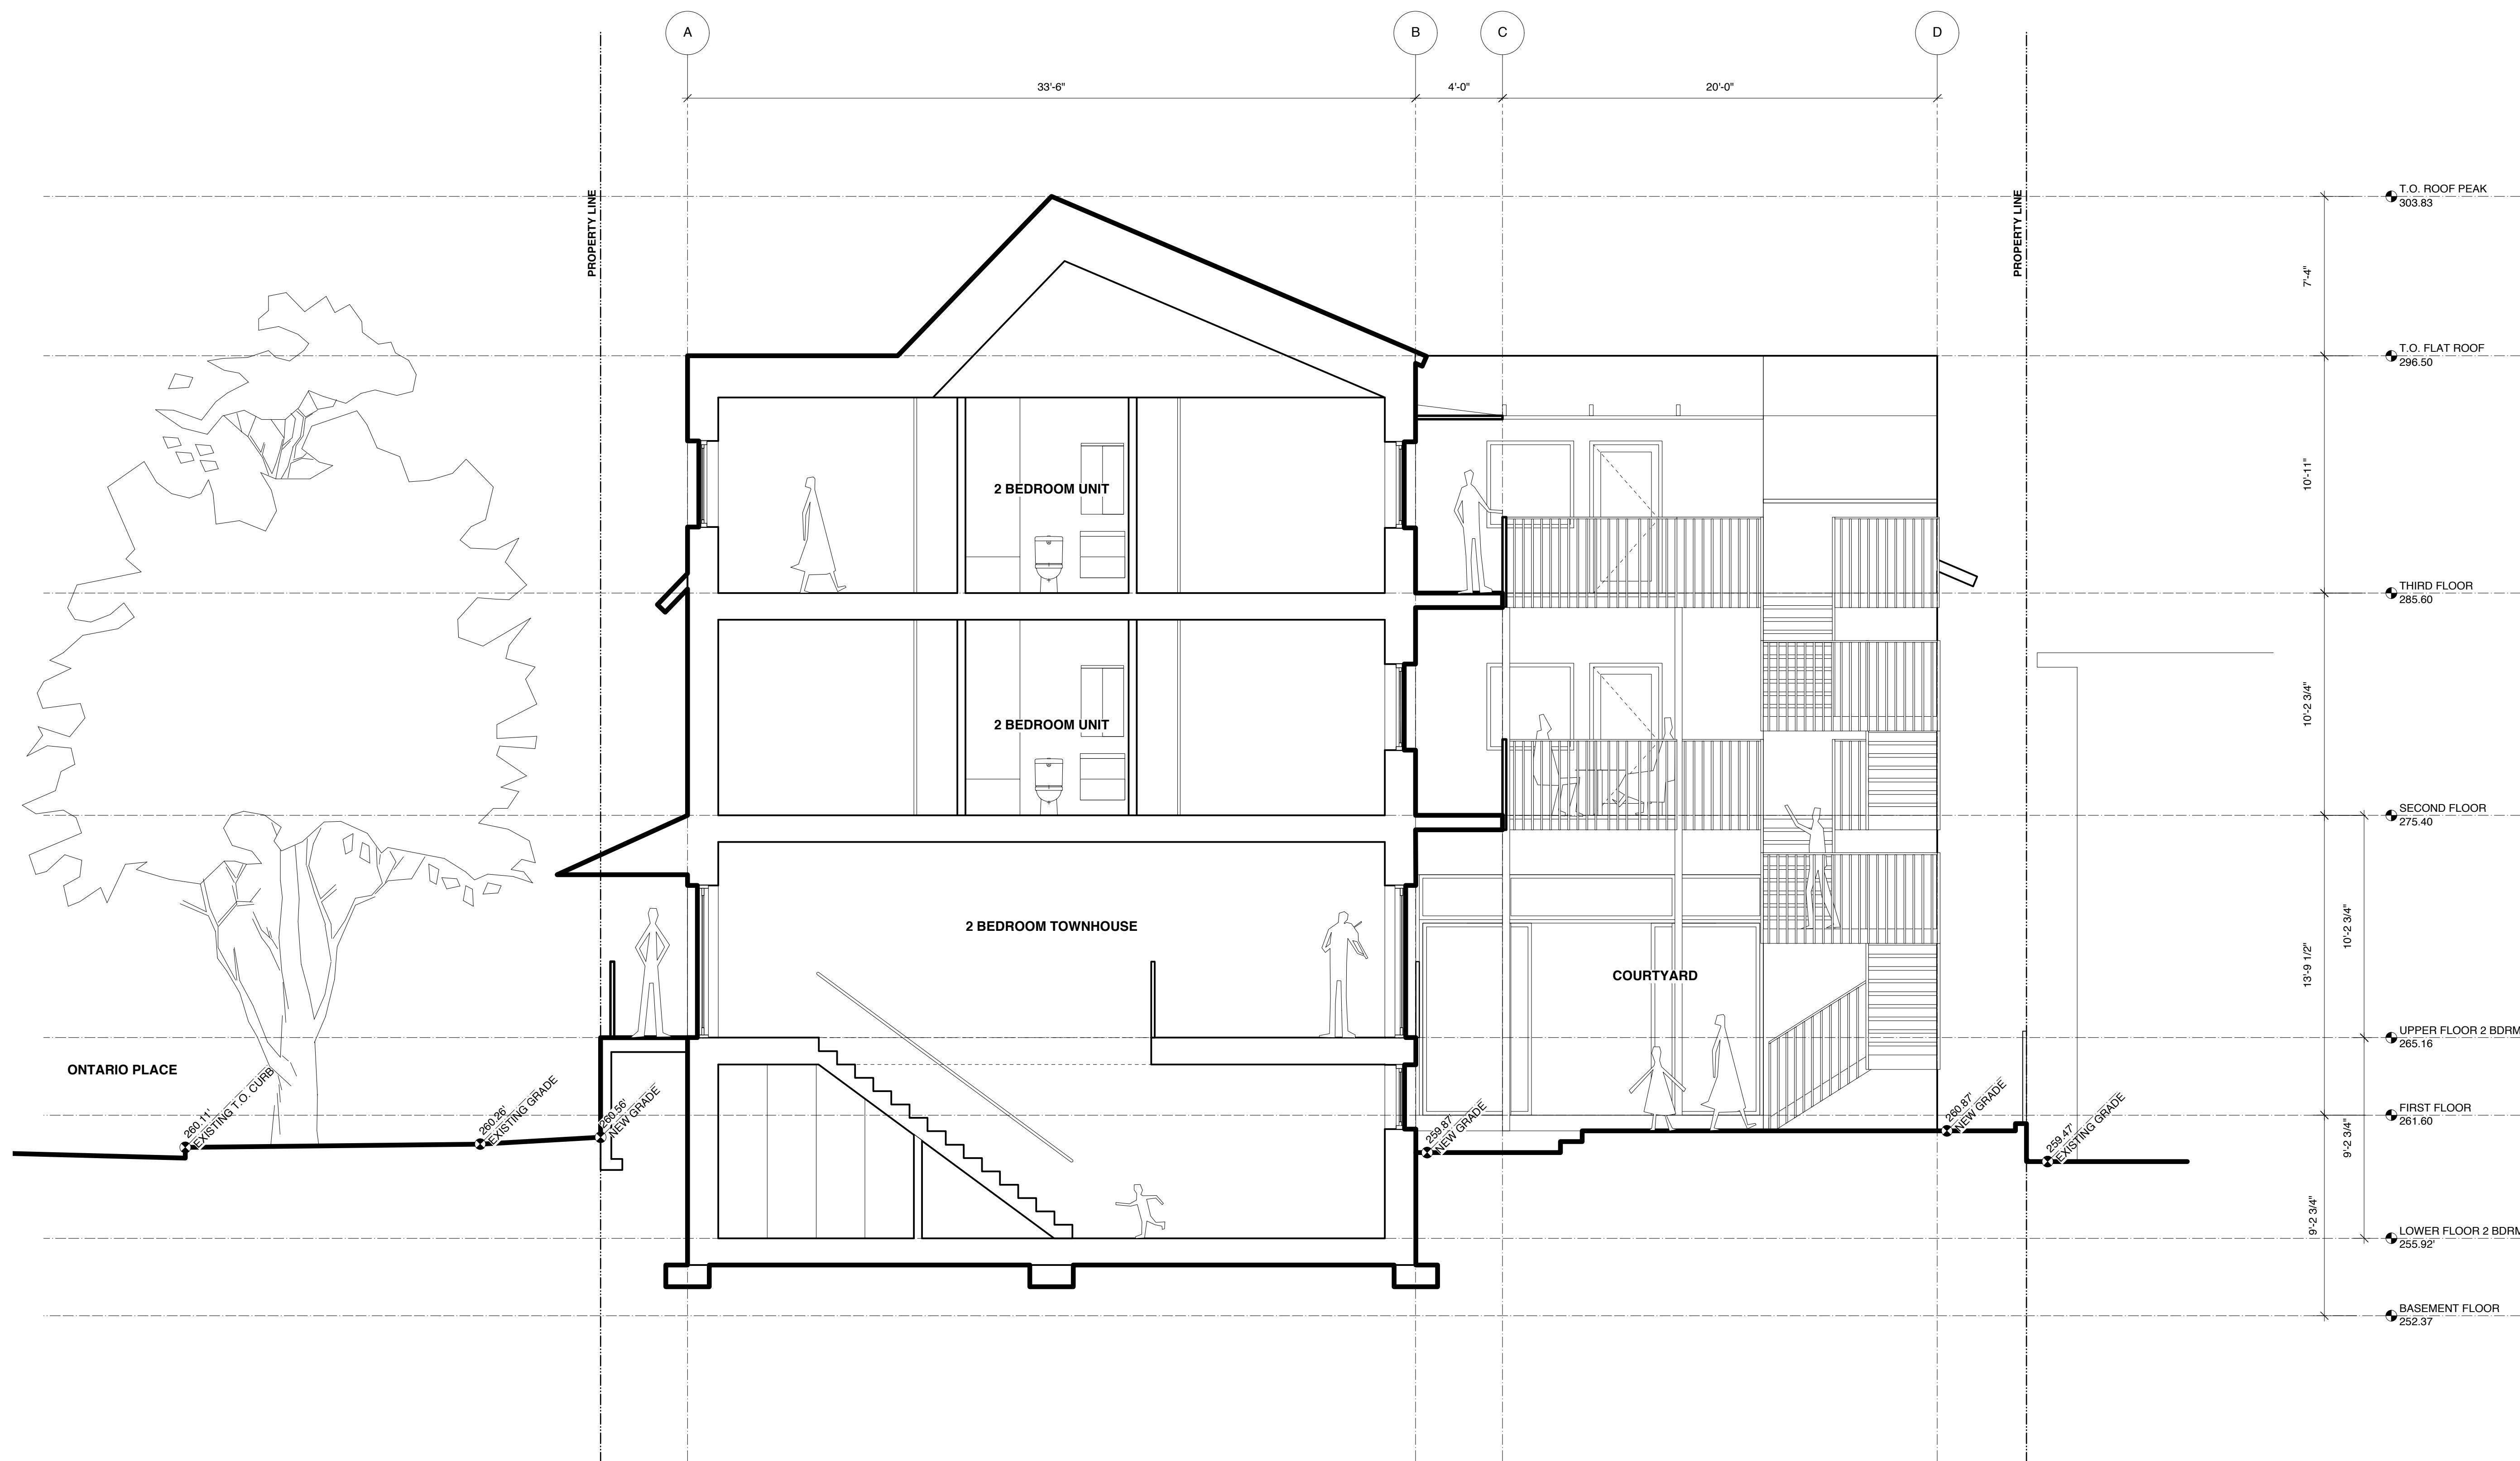 A
B
C
D
33'-6"
4'-0"
20'-0"
PROPERTY LINE
PROPERTY LINE
T.O. ROOF PEAK
303.83
7'-4"
T.O. FLAT ROOF
296.50
10'-11"
2 BEDROOM UNIT
THIRD FLOOR
285.60
10'-2 3/4"
2 BEDROOM UNIT
SECOND FLOOR
275.40
2 BEDROOM TOWNHOUSE
10'-2 3/4"
13'-9 1/2"
COURTYARD
UPPER FLOOR 2 BDRM
265.16
ONTARIO PLACE
260.11'
EXISTING T.O. CURB
260.26'
EXISTING GRADE
260.56'
NEW GRADE
259.87'
NEW GRADE
260.87'
NEW GRADE
259.47'
EXISTING GRADE
FIRST FLOOR
261.60
9'-2 3/4"
9'-2 3/4"
LOWER FLOOR 2 BDRM
255.92'
BASEMENT FLOOR
252.37